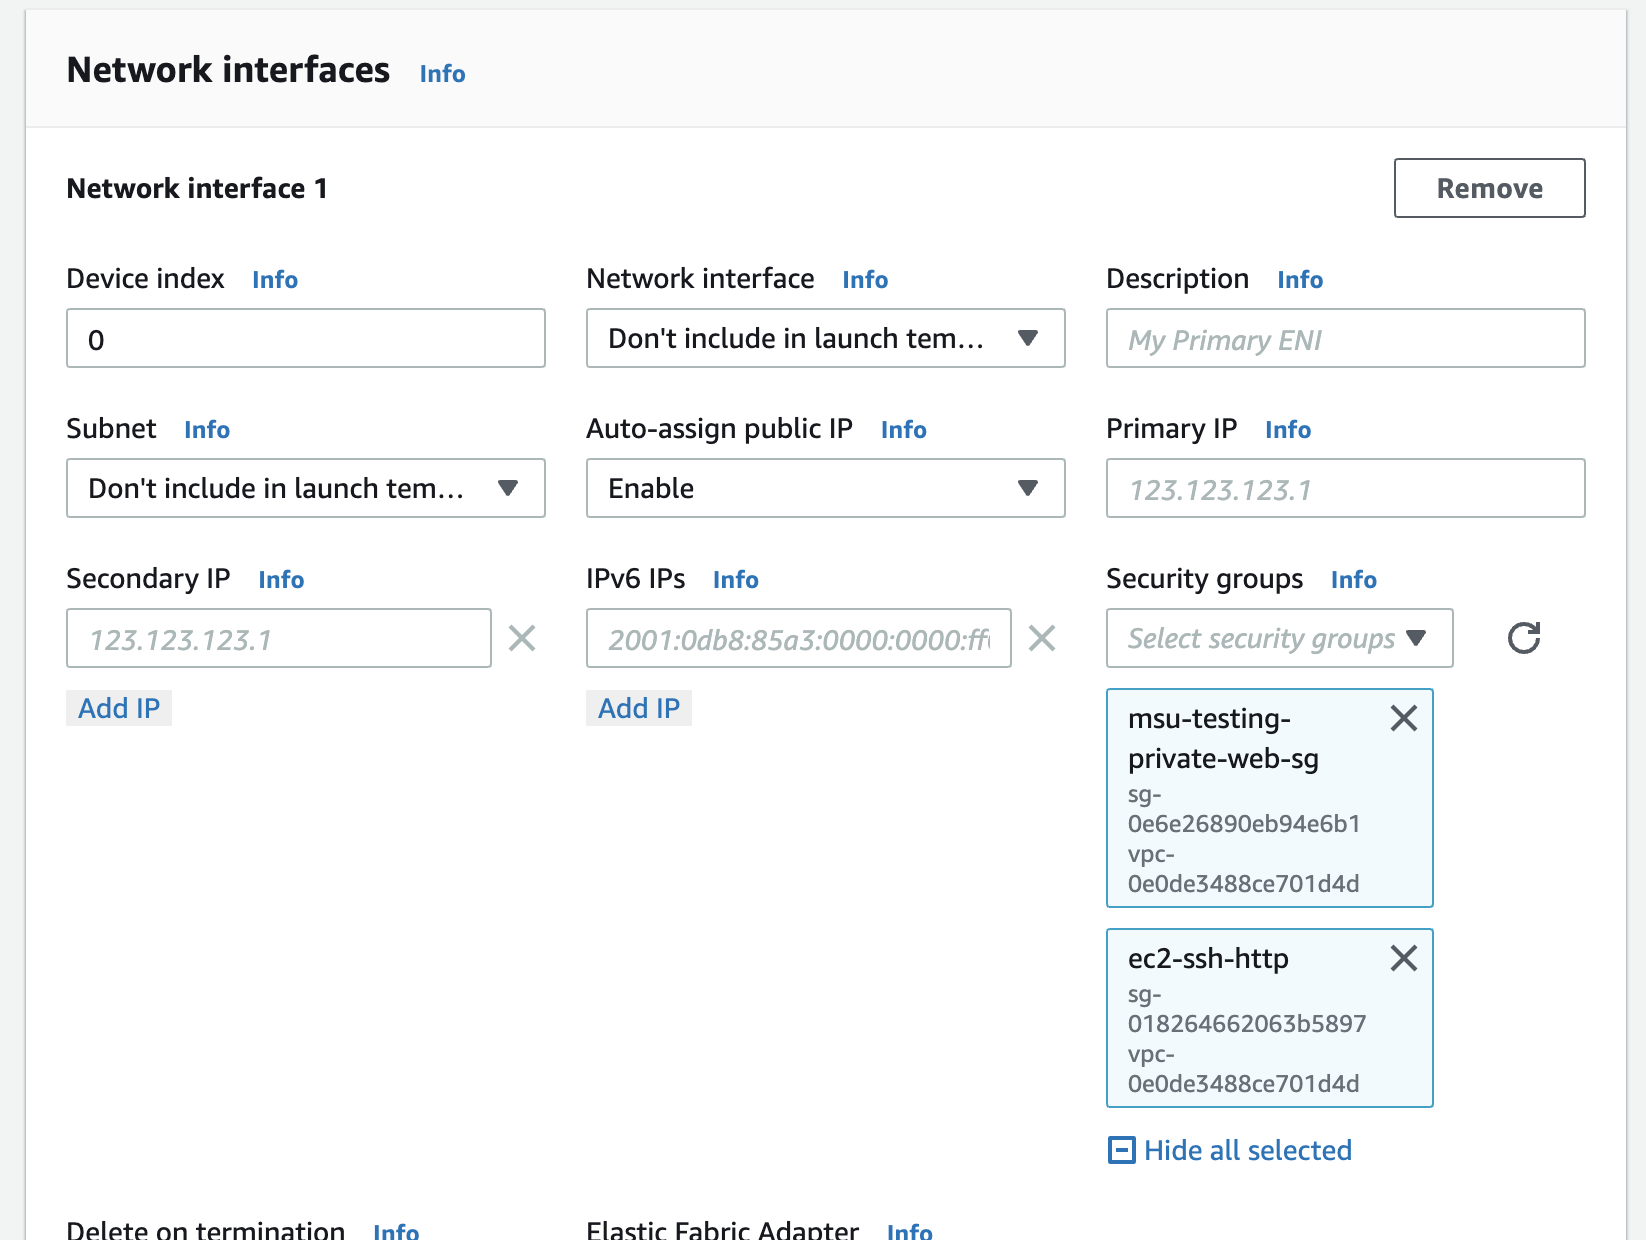 Network interfaces Info
Network interface 1
Remove
Device index Info
Network interface Info
Description Info
0
Don't include in launch tem...
My Primary ENI
Subnet Info
Auto-assign public IP Info
Primary IP Info
Don't include in launch tem...
Enable
123.123.123.1
Secondary IP Info
IPv6 IPs Info
Security groups Info
123.123.123.1
2001:0db8:85a3:0000:0000:ff
Select security groups
Add IP
Add IP
msu-testing-
private-web-sg
sg-
0e6e26890eb94e6b1
vpc-
0e0de3488ce701d4d
ec2-ssh-http
sg-
018264662063b5897
vpc-
0e0de3488ce701d4d
Hide all selected
Delete on termination Info
Elastic Fabric Adapter Info